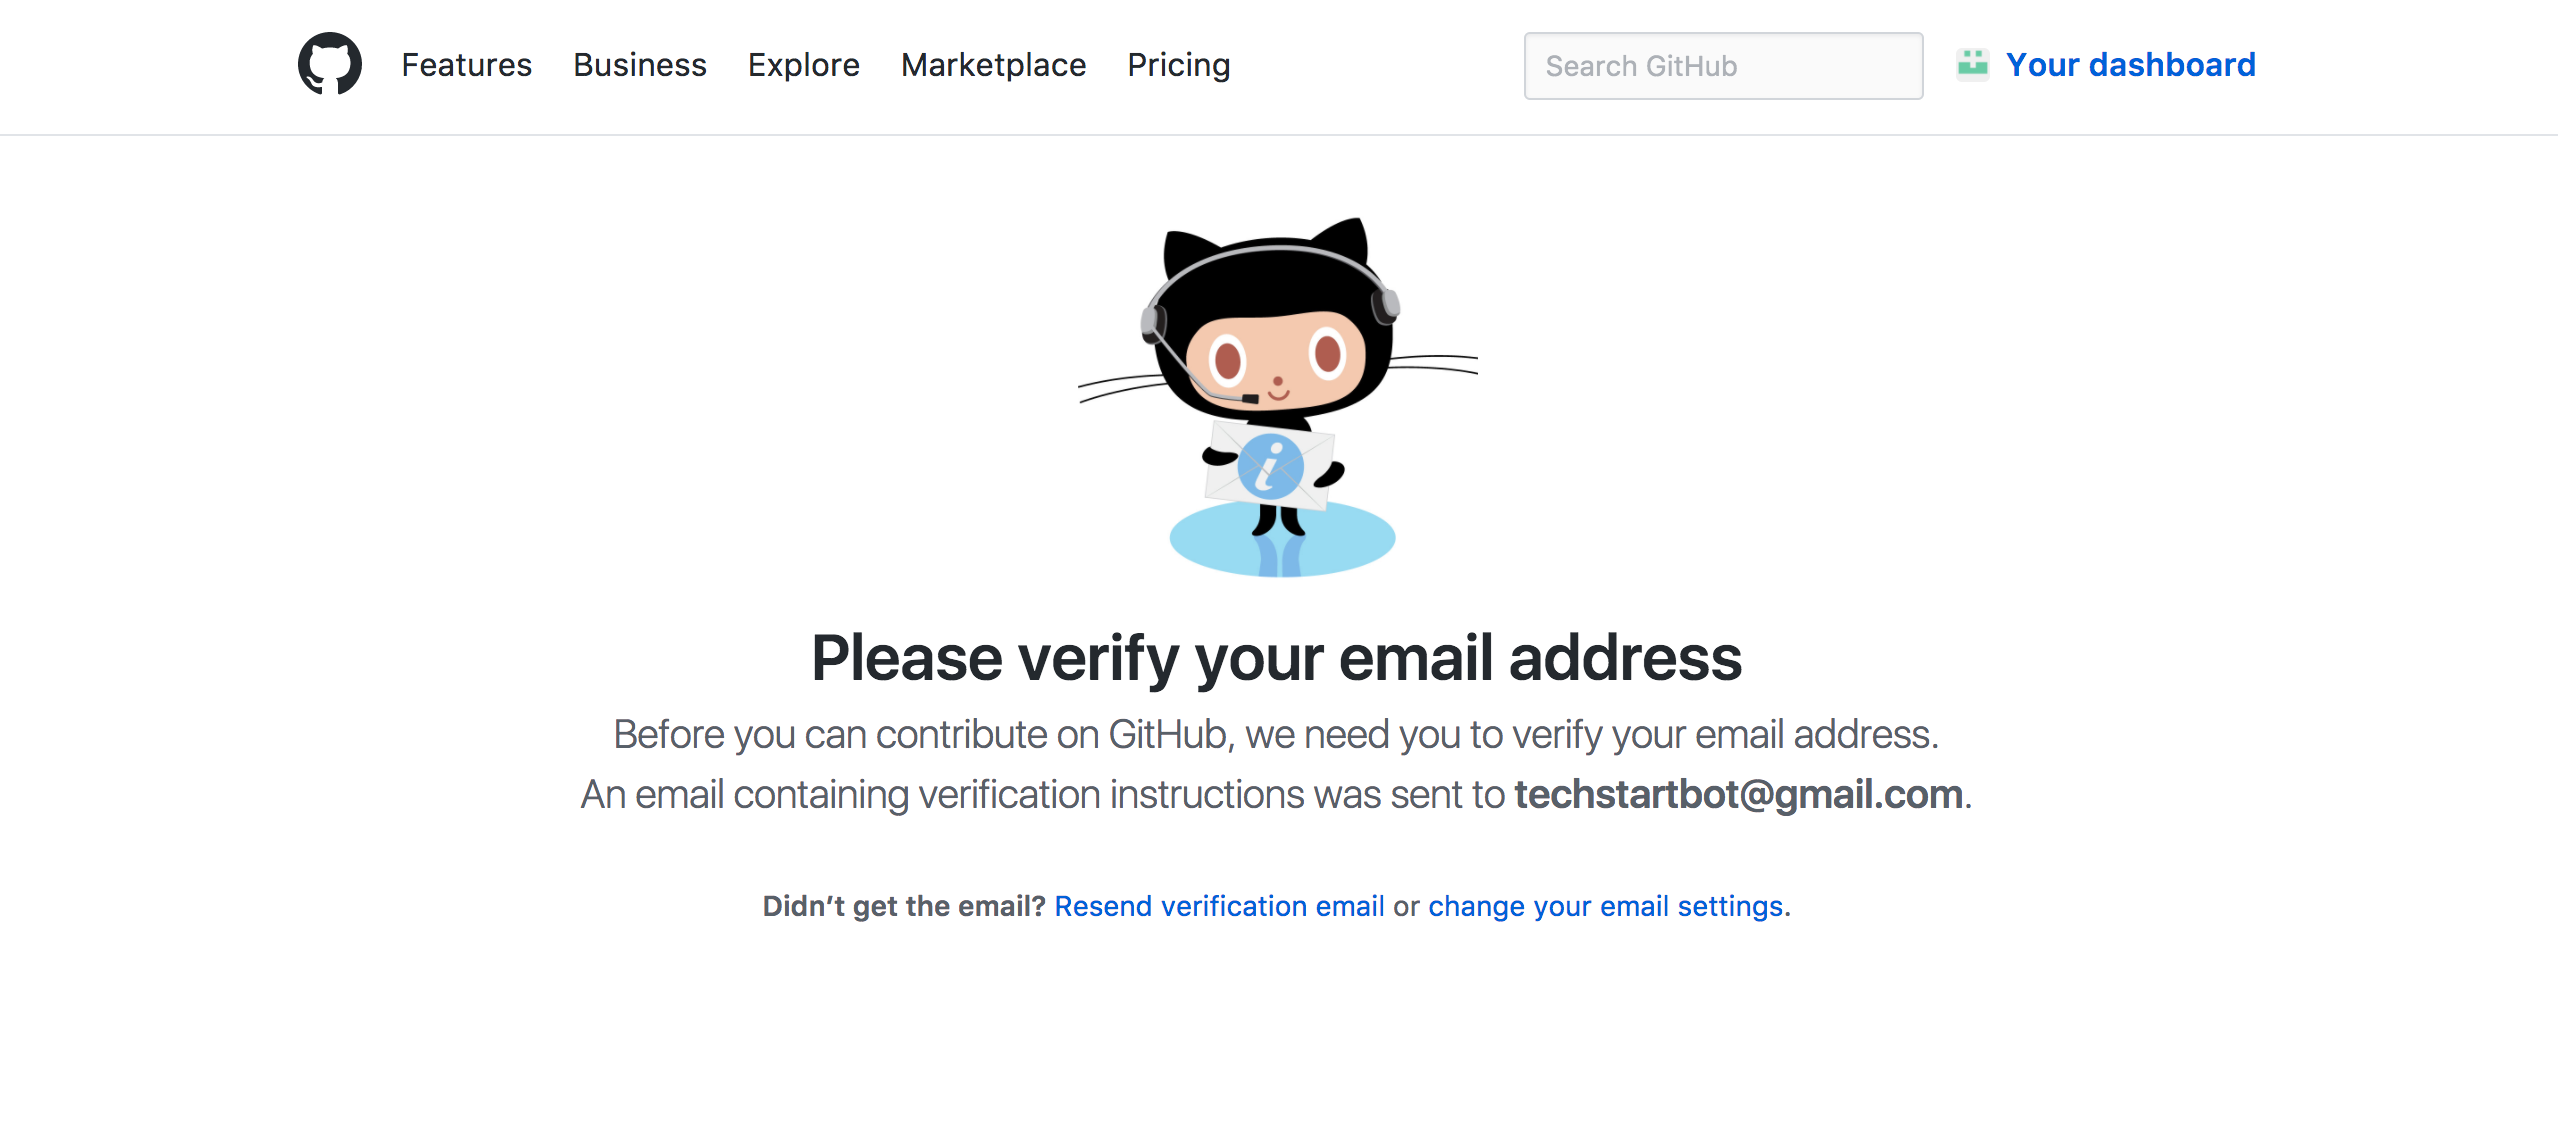 Features Business Explore Marketplace Pricing Search GitHub Your dashboard
i
Please verify your email address
Before you can contribute on GitHub, we need you to verify your email address.
An email containing verification instructions was sent to techstartbot@gmail.com.
Didn’t get the email? Resend verification email or change your email settings.